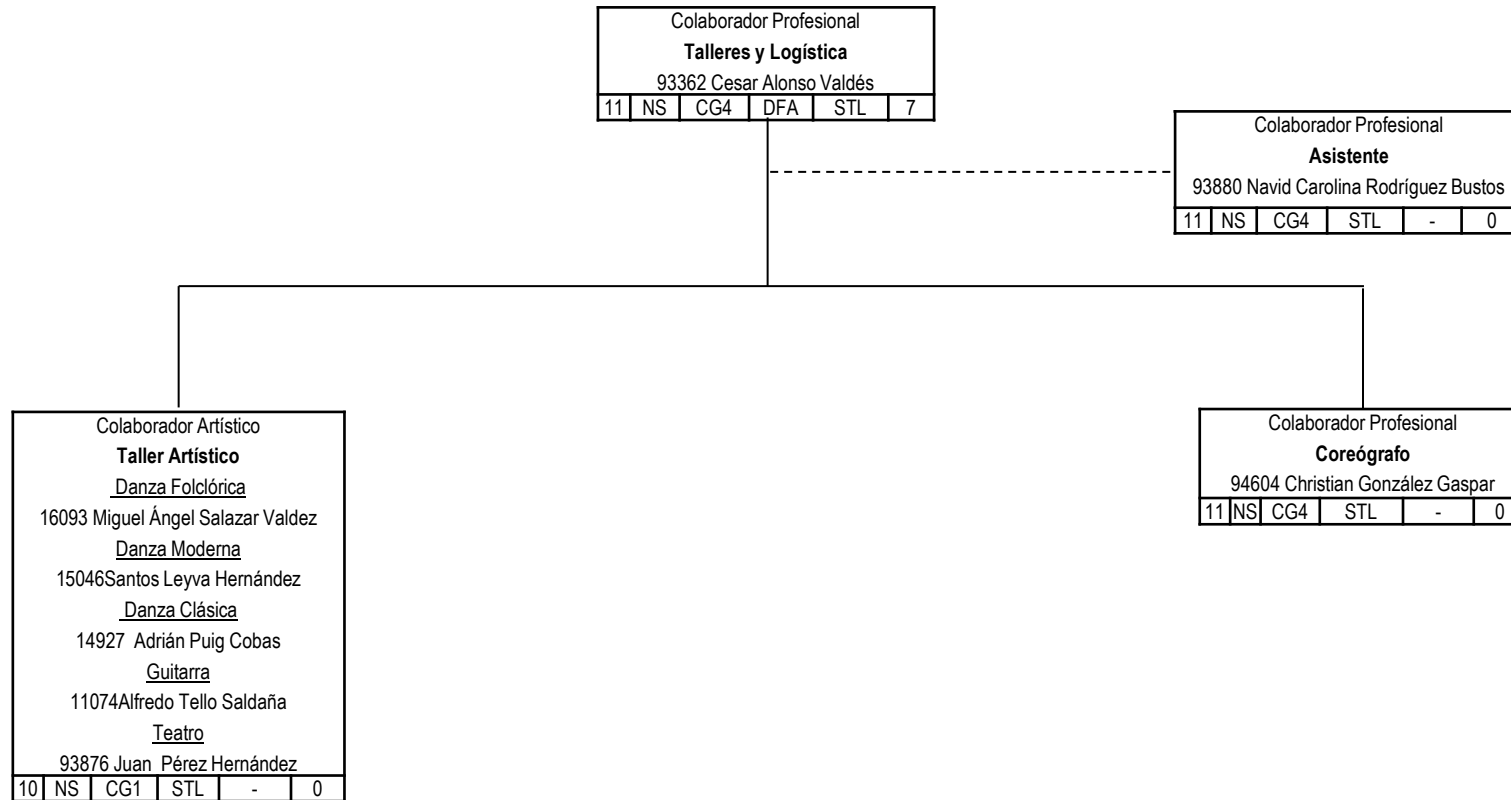 Colaborador Profesional
Talleres y Logística
93362 Cesar Alonso Valdés
11 NS CG4 DFA STL 7
Colaborador Profesional
Asistente
93880 Navid Carolina Rodríguez Bustos
11 NS CG4 STL - 0
Colaborador Artístico
Taller Artístico
Danza Folclórica
16093 Miguel Ángel Salazar Valdez
Danza Moderna
15046Santos Leyva Hernández
Danza Clásica
14927 Adrián Puig Cobas
Guitarra
11074Alfredo Tello Saldaña
Teatro
93876 Juan Pérez Hernández
10 NS CG1 STL - 0
Colaborador Profesional
Coreógrafo
94604 Christian González Gaspar
11 NS CG4 STL - 0